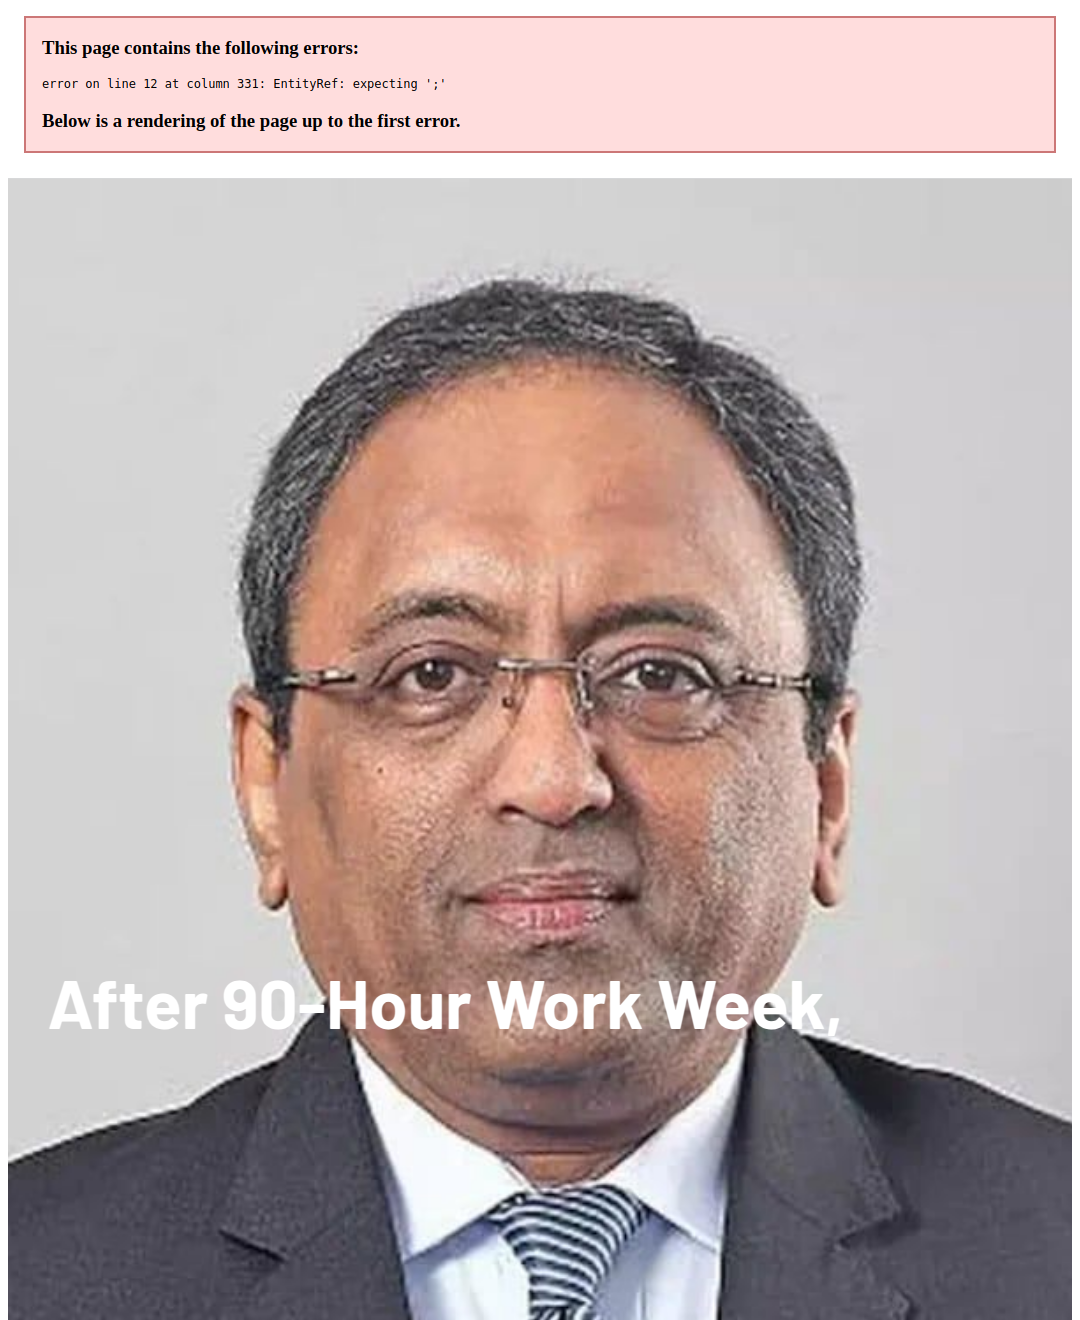 This page contains the following errors:
error on line 12 at column 331: EntityRef: expecting ';'
Below is a rendering of the page up to the first error.
After 90-Hour Work Week,